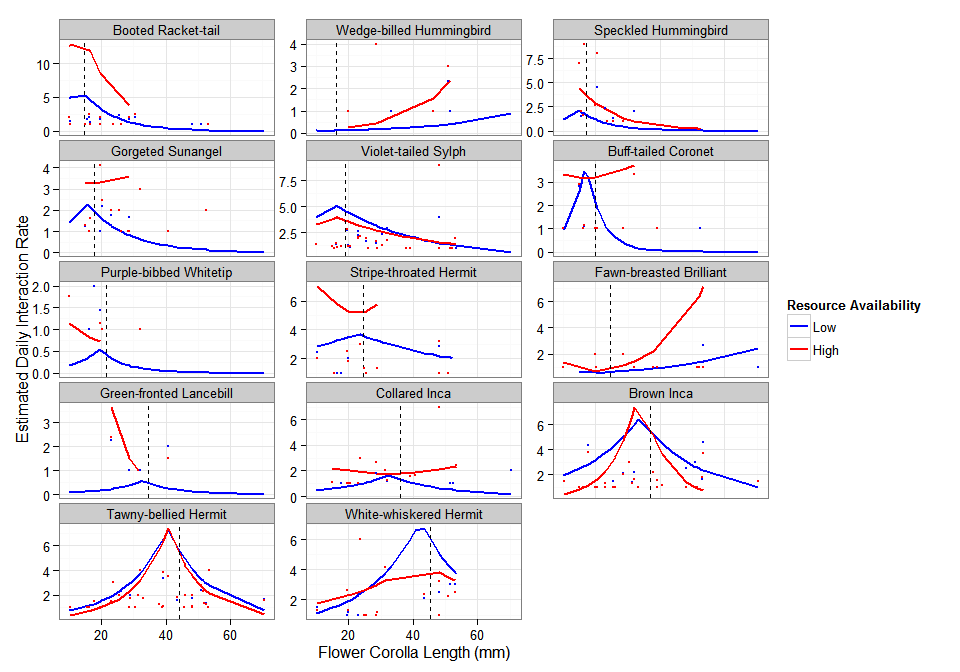 Booted Racket-tail
Wedge-billed Hummingbird
Speckled Hummingbird
10
5
0
4
3
2
1
0
7.5
5.0
2.5
0.0
Gorgeted Sunangel
Violet-tailed Sylph
Buff-tailed Coronet
4
3
2
1
0
7.5
5.0
2.5
3
2
1
0
Purple-bibbed Whitetip
Stripe-throated Hermit
Fawn-breasted Brilliant
2.0
1.5
1.0
0.5
0.0
6
4
2
6
4
2
Green-fronted Lancebill
Collared Inca
Brown Inca
3
2
1
0
6
4
2
0
6
4
2
Tawny-bellied Hermit
White-whiskered Hermit
6
4
2
6
4
2
20 40 60
20 40 60
Flower Corolla Length (mm)
Estimated Daily Interaction Rate
Resource Availability
Low
High